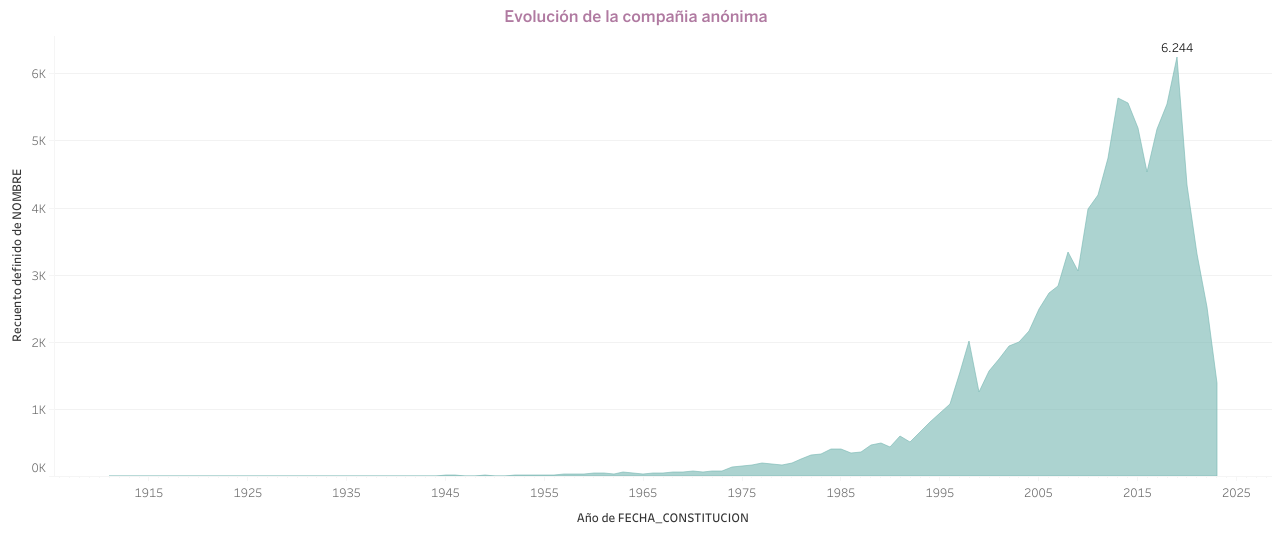 Evolución de la compañia anónima
6.244
6K
5K
4K
3K
2K
1K
0K
Recuento definido de NOMBRE
1915 1925 1935 1945 1955 1965 1975 1985 1995 2005 2015 2025
Año de FECHA_CONSTITUCION